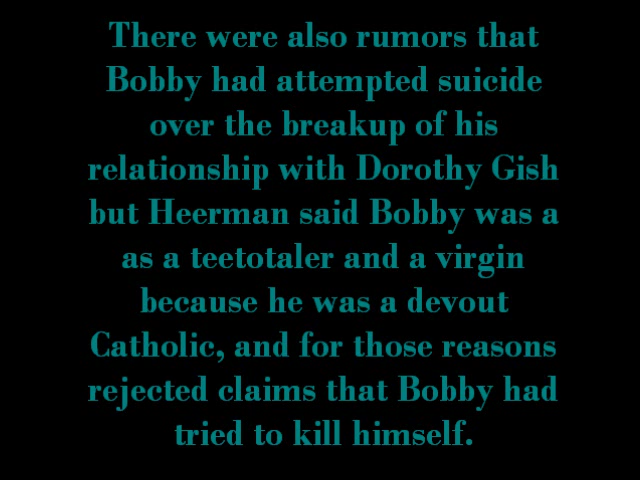 There were also rumors that
Bobby had attempted suicide
over the breakup of his
relationship with Dorothy Gish
but Heerman said Bobby was a
as a teetotaler and a virgin
because he was a devout
Catholic, and for those reasons
rejected claims that Bobby had
tried to kill himself.